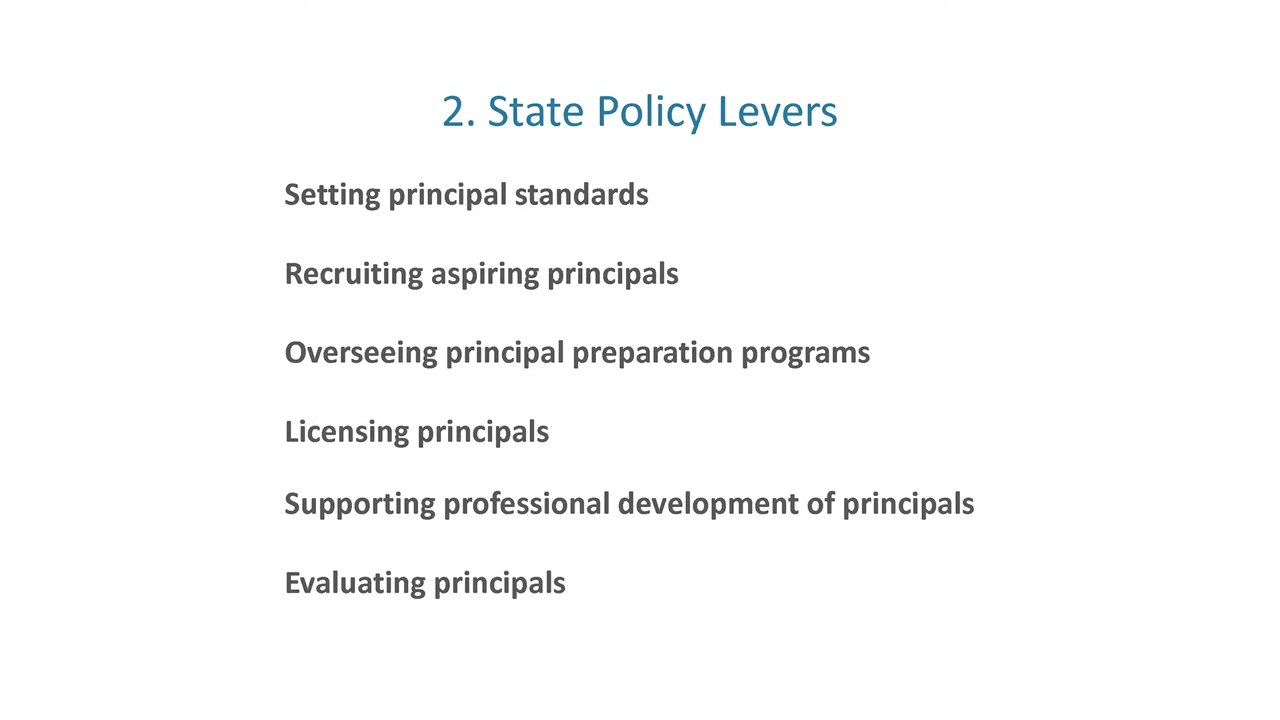 2. State Policy Levers
Setting principal standards
Recruiting aspiring principals
Overseeing principal preparation programs
Licensing principals
Supporting professional development of principals
Evaluating principals